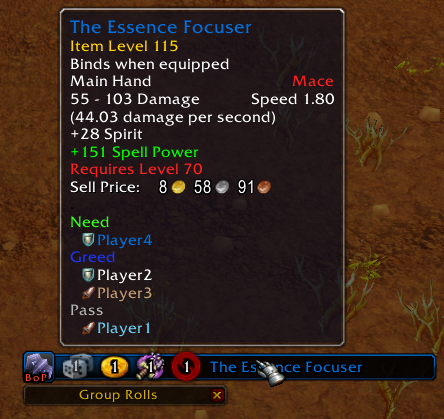 The Essence Focuser
Item Level 115
Binds when equipped
Main Hand Mace
55 - 103 Damage Speed 1.80
(44.03 damage per second)
+28 Spirit
+151 Spell Power
Requires Level 70
Sell Price: 8 58 91
Need
Player4
Greed
Player2
Player3
Pass
Player1
BoP 1 1 1 1 The Essence Focuser
Group Rolls ×